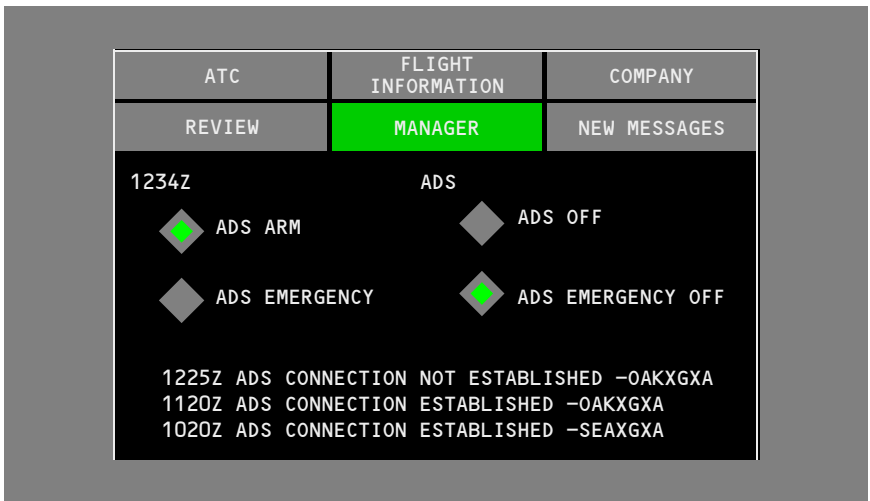 ATC
FLIGHT
INFORMATION
COMPANY
REVIEW
MANAGER
NEW MESSAGES
1234Z ADS
ADS ARM
ADS OFF
ADS EMERGENCY
ADS EMERGENCY OFF
1225Z ADS CONNECTION NOT ESTABLISHED -OAKXGXA
1120Z ADS CONNECTION ESTABLISHED -OAKXGXA
1020Z ADS CONNECTION ESTABLISHED -SEAXGXA